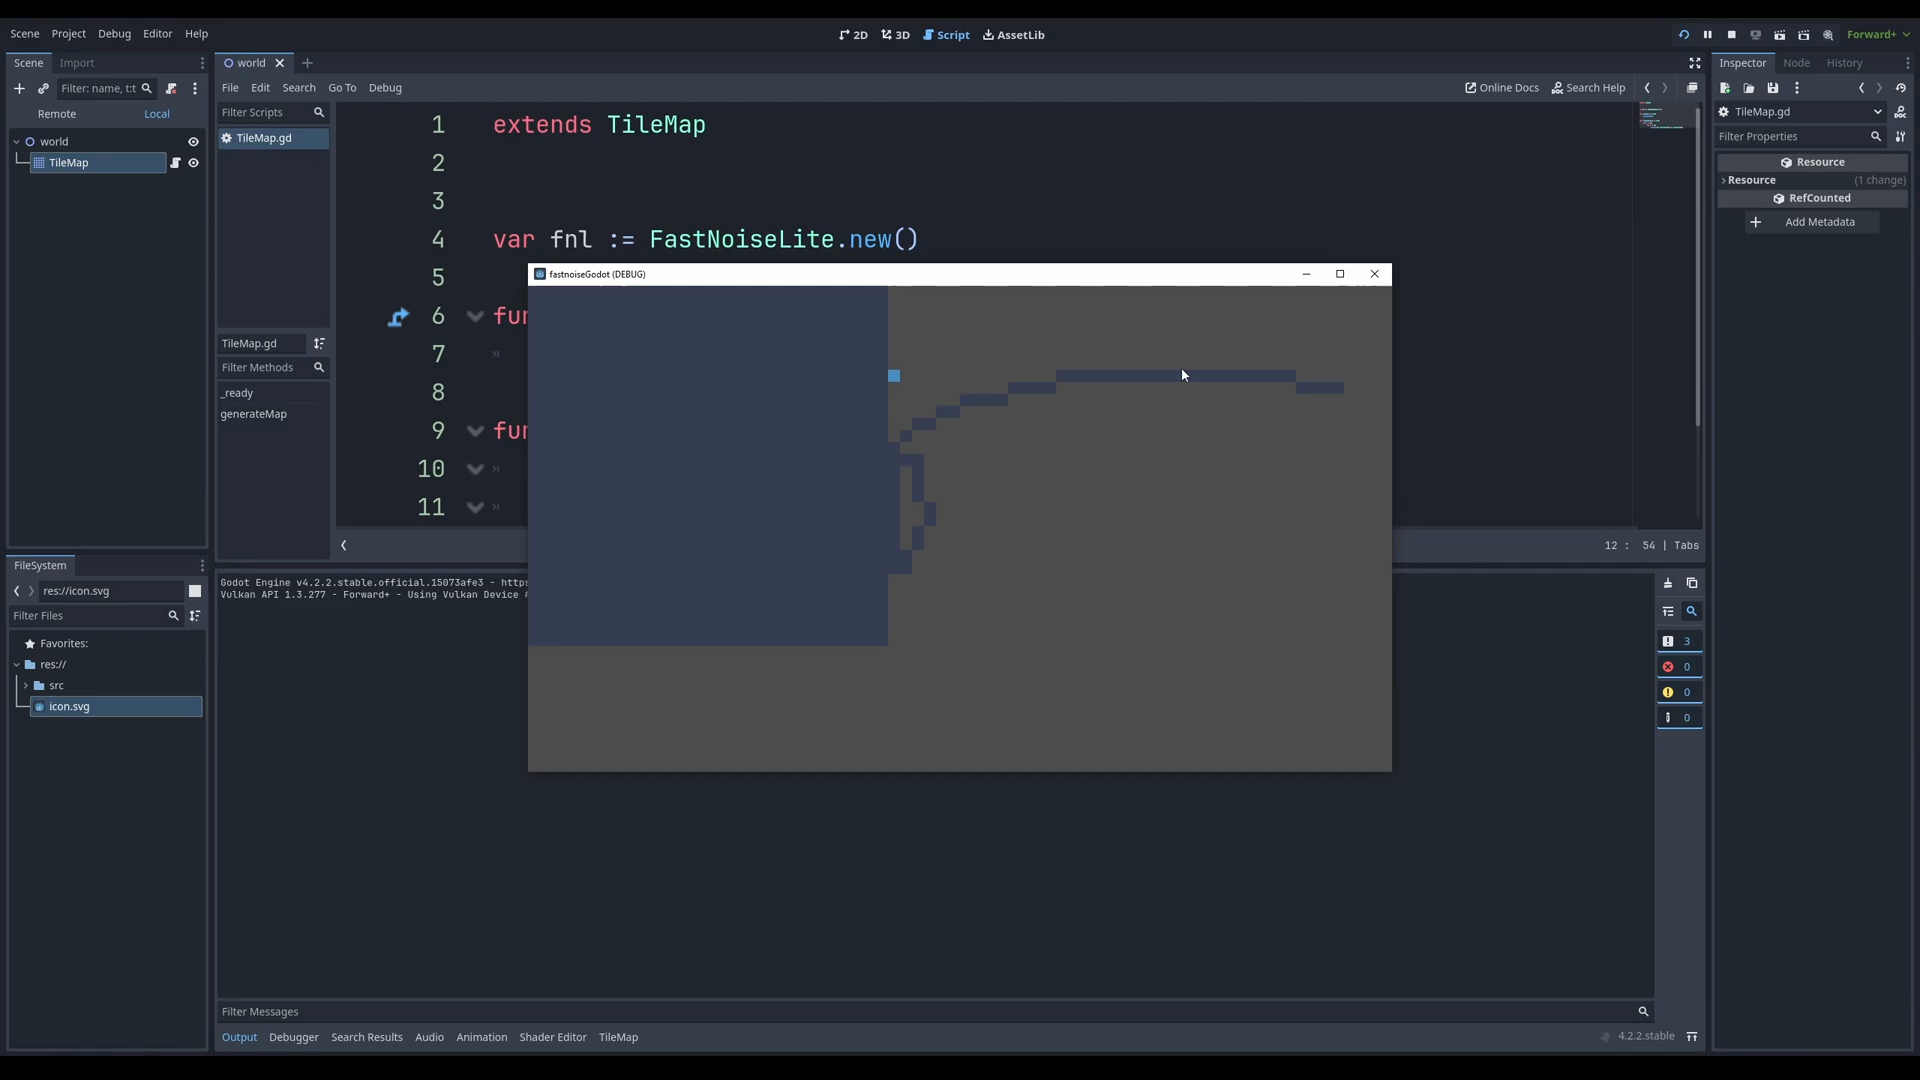 Scene Project Debug Editor Help
2D 3D Script AssetLib
Forward+
Scene Import
world
Inspector Node History
Filter: name, t:t
File Edit Search Go To Debug
Online Docs Search Help
Remote Local
Filter Scripts
TileMap.gd
TileMap.gd
Filter Properties
world
TileMap
Resource
Resource (1 change)
RefCounted
Add Metadata
1 extends TileMap
2
3
4 var fnl := FastNoiseLite.new()
5
6 fun
7
8
9 fun
10
11
fastnoiseGodot (DEBUG)
TileMap.gd
Filter Methods
_ready
generateMap
12 : 54 | Tabs
FileSystem
res://icon.svg
Filter Files
Favorites:
res://
src
icon.svg
Godot Engine v4.2.2.stable.official.15073afe3 - https
Vulkan API 1.3.277 - Forward+ - Using Vulkan Device #
3
0
0
0
Filter Messages
Output Debugger Search Results Audio Animation Shader Editor TileMap
4.2.2.stable